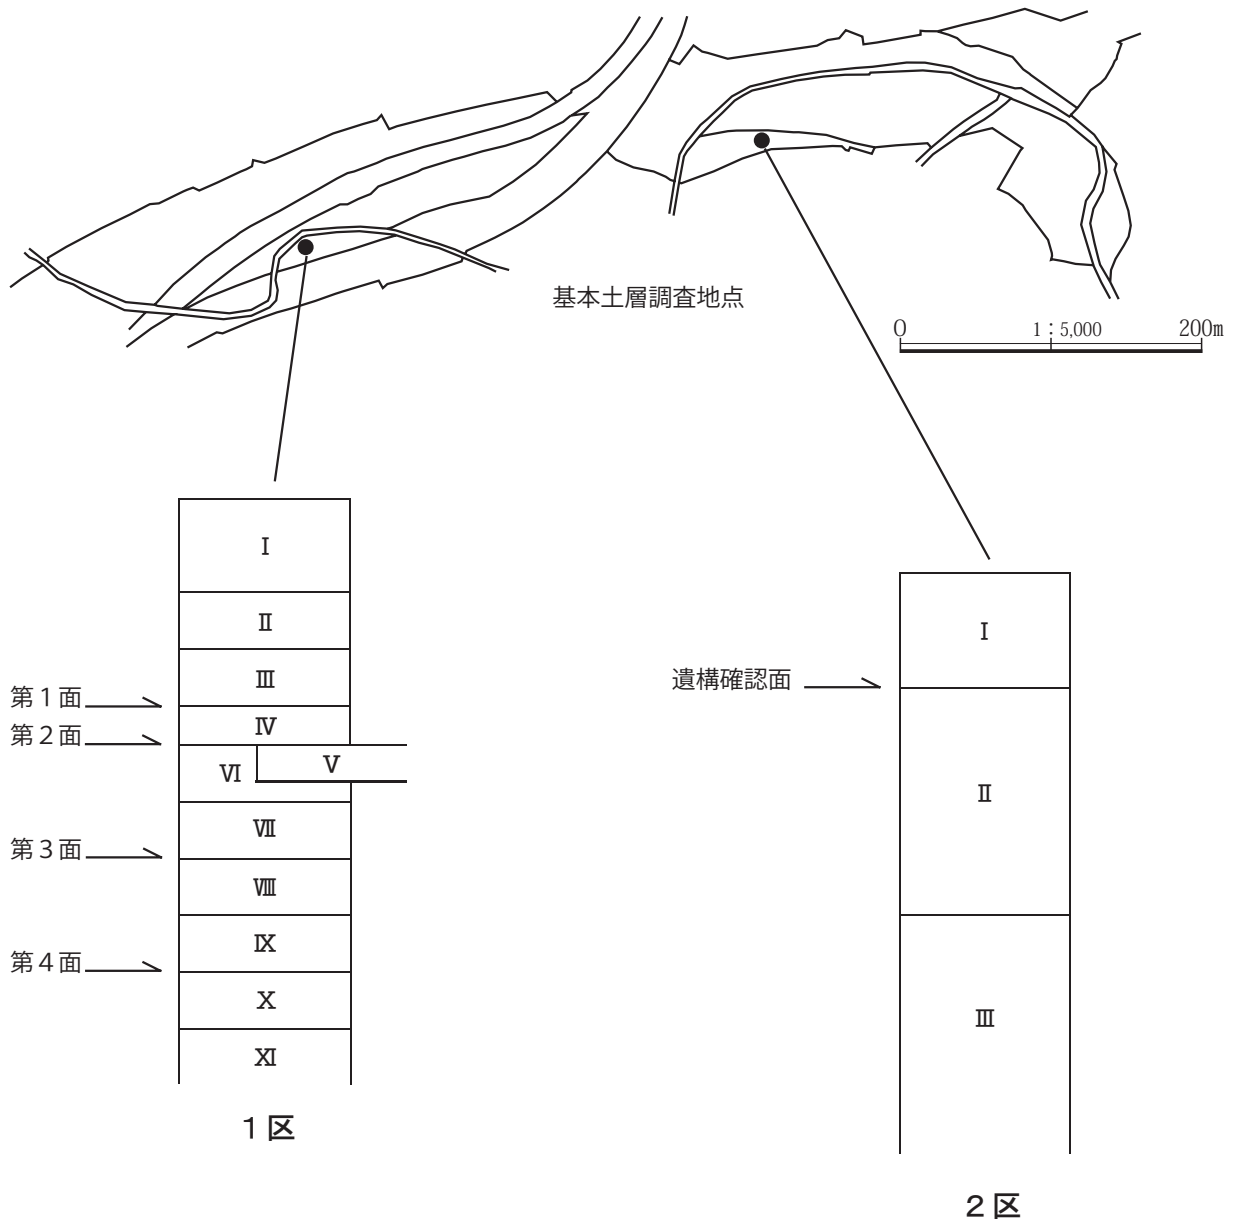 基本土層調査地点
0 1：5,000 200m
Ⅰ
Ⅱ
Ⅲ
第１面
Ⅳ
第２面
Ⅴ
Ⅵ
Ⅶ
第３面
Ⅷ
Ⅸ
第４面
Ⅹ
Ⅺ
１区
Ⅰ
遺構確認面
Ⅱ
Ⅲ
２区